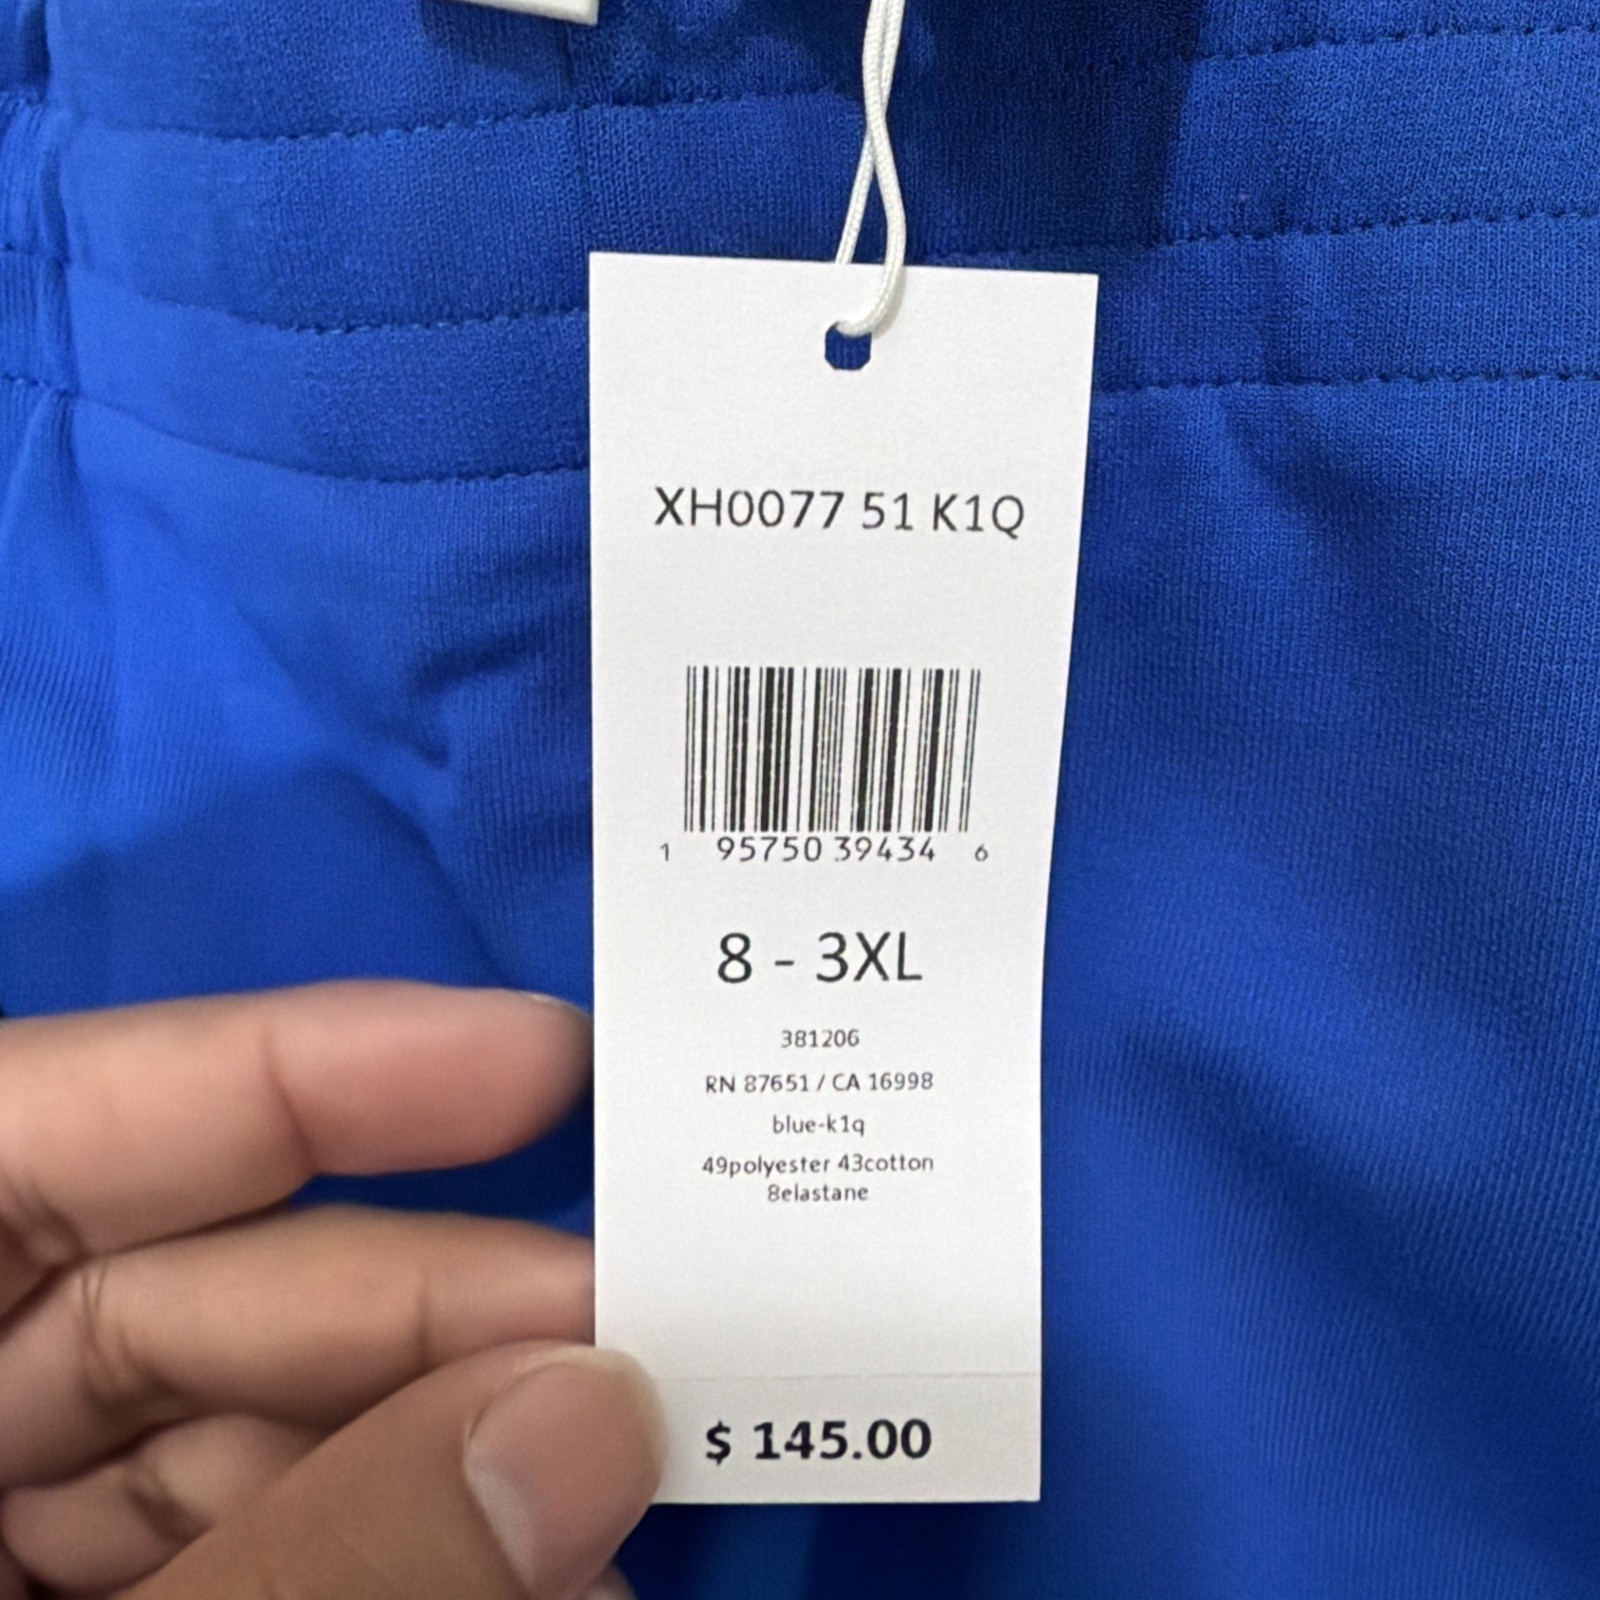 XH0077 51 K1Q
1 95750 39434 6
8 - 3XL
381206
RN 87651 / CA 16998
blue-k1q
49polyester 43cotton
8elastane
$ 145.00